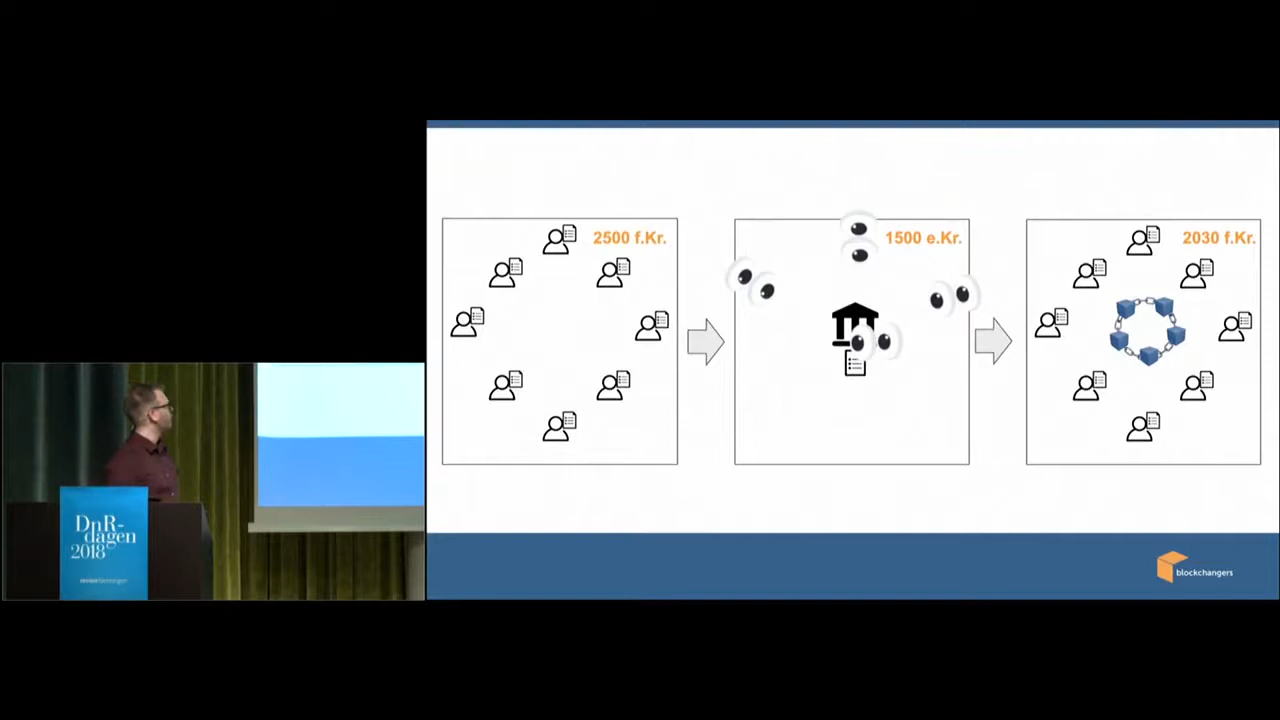 2500 f.Kr.
1500 e.Kr.
2030 f.Kr.
DnR-
dagen
2018
blockchangers